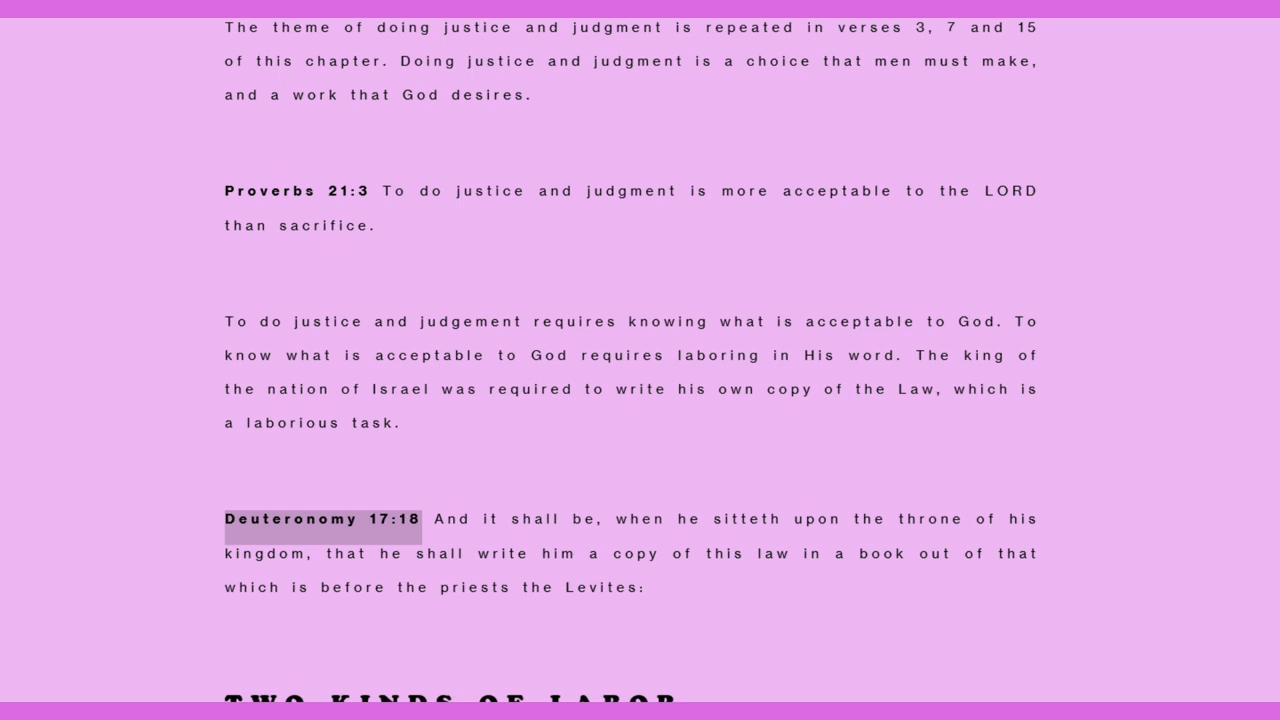 The theme of doing justice and judgment is repeated in verses 3, 7 and 15
of this chapter. Doing justice and judgment is a choice that men must make,
and a work that God desires.
Proverbs 21:3 To do justice and judgment is more acceptable to the LORD
than sacrifice.
To do justice and judgement requires knowing what is acceptable to God. To
know what is acceptable to God requires laboring in His word. The king of
the nation of Israel was required to write his own copy of the Law, which is
a laborious task.
Deuteronomy 17:18 And it shall be, when he sitteth upon the throne of his
kingdom, that he shall write him a copy of this law in a book out of that
which is before the priests the Levites:
TWO KINDS OF LABOR